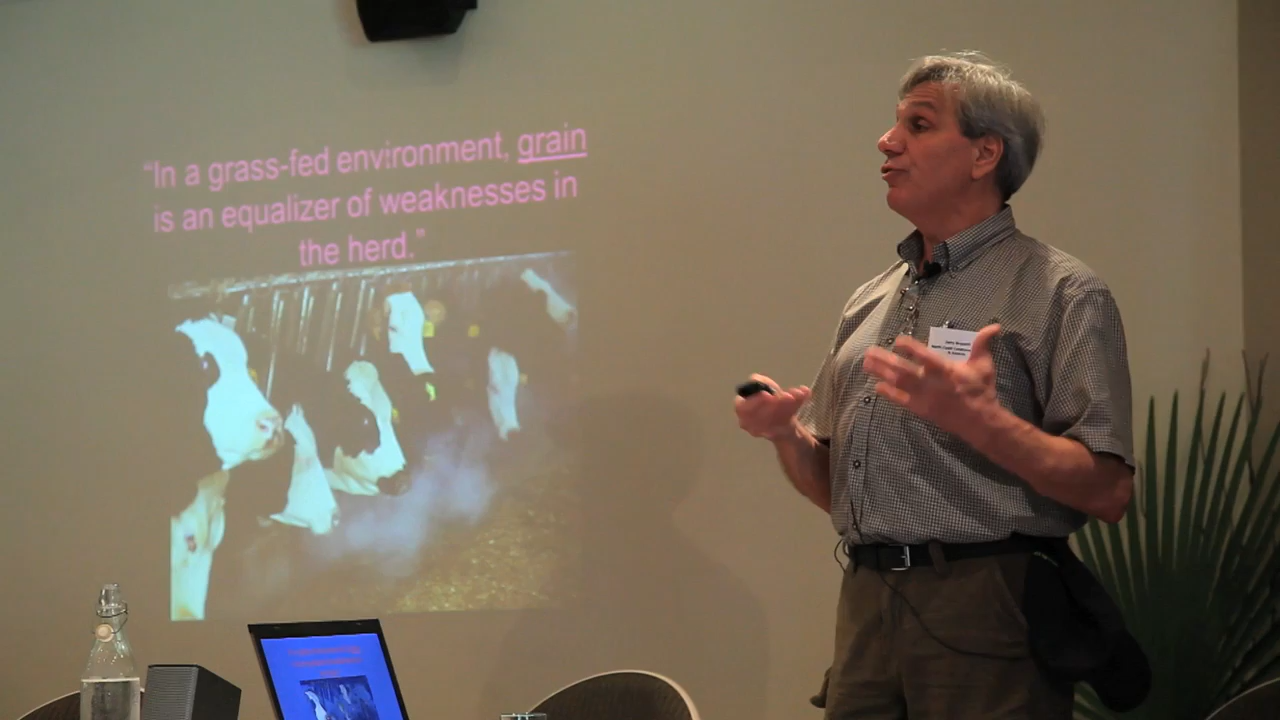 “In a grass-fed environment, grain
is an equalizer of weaknesses in
the herd.”